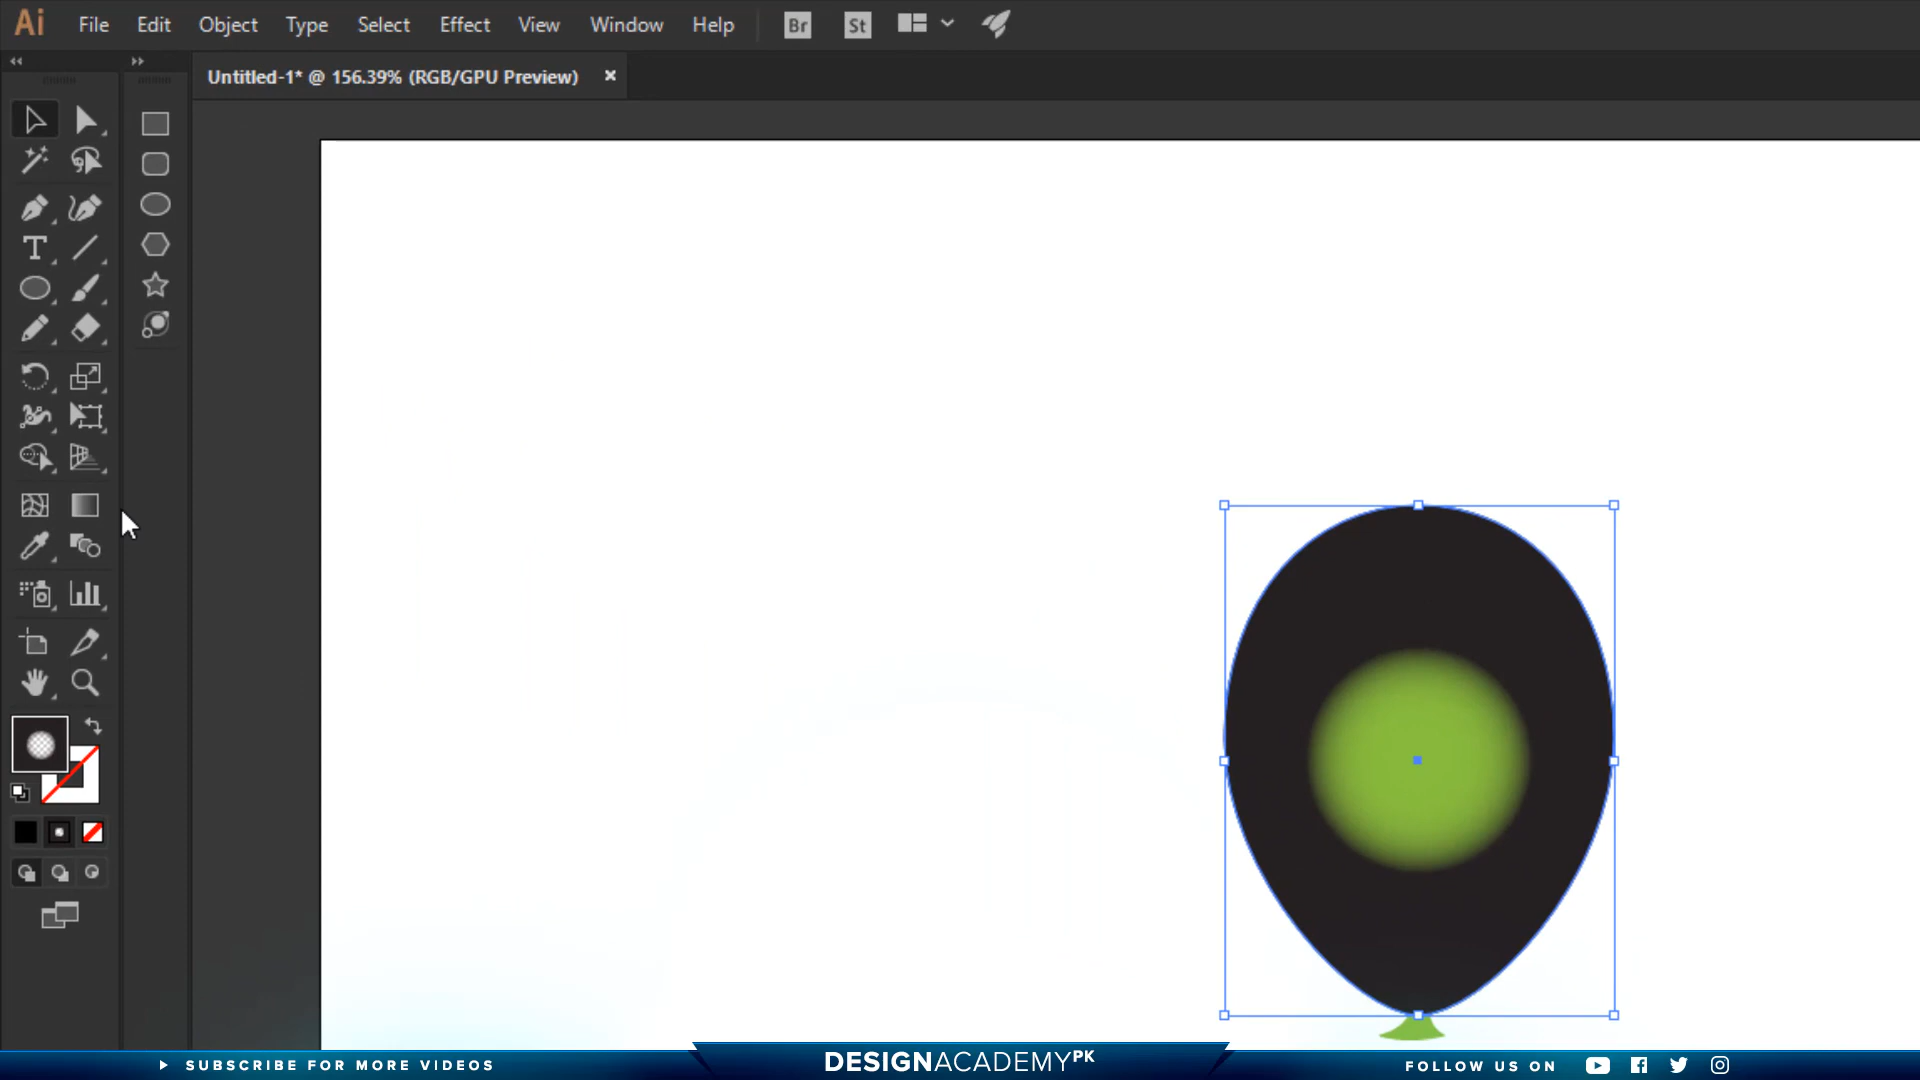 Ai File Edit Object Type Select Effect View Window Help Br St
Untitled-1* @ 156.39% (RGB/GPU Preview) ×
T
SUBSCRIBE FOR MORE VIDEOS
DESIGNACADEMYPK
FOLLOW US ON